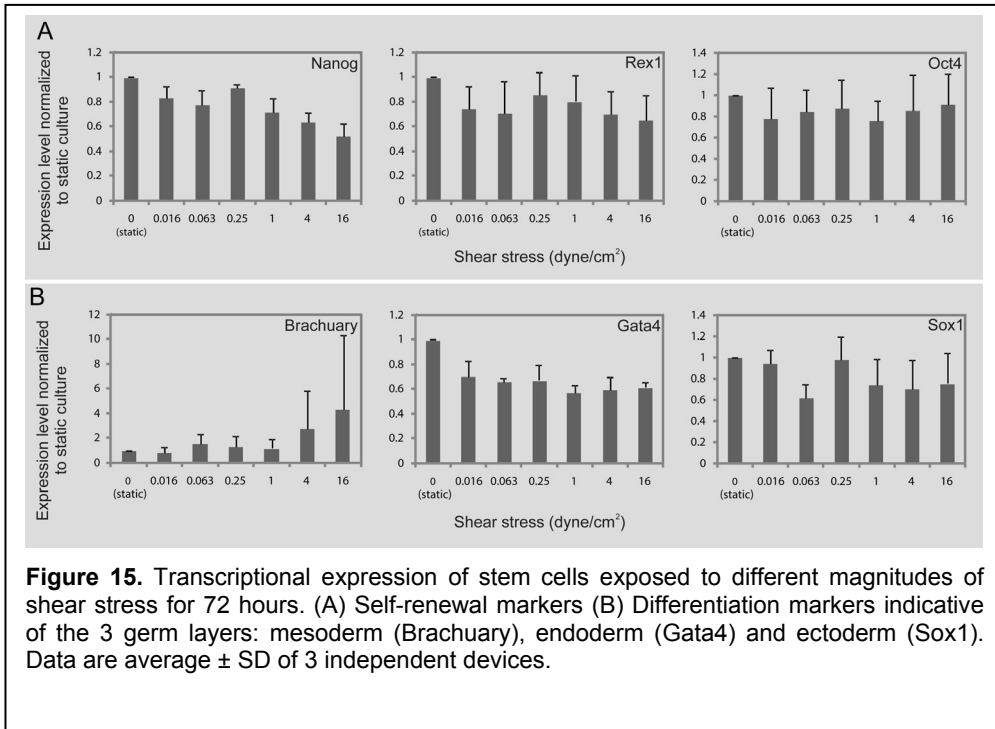 A
Expression level normalized
to static culture
Nanog
1.2
1
0.8
0.6
0.4
0.2
0
0 0.016 0.063 0.25 1 4 16
(static)
Rex1
1.2
1
0.8
0.6
0.4
0.2
0
0 0.016 0.063 0.25 1 4 16
(static)
Oct4
1.4
1.2
1
0.8
0.6
0.4
0.2
0
0 0.016 0.063 0.25 1 4 16
(static)
Shear stress (dyne/cm²)
B
Expression level normalized
to static culture
Brachuary
12
10
8
6
4
2
0
0 0.016 0.063 0.25 1 4 16
(static)
Gata4
1.2
1
0.8
0.6
0.4
0.2
0
0 0.016 0.063 0.25 1 4 16
(static)
Sox1
1.4
1.2
1
0.8
0.6
0.4
0.2
0
0 0.016 0.063 0.25 1 4 16
(static)
Shear stress (dyne/cm²)
Figure 15. Transcriptional expression of stem cells exposed to different magnitudes of
shear stress for 72 hours. (A) Self-renewal markers (B) Differentiation markers indicative
of the 3 germ layers: mesoderm (Brachuary), endoderm (Gata4) and ectoderm (Sox1).
Data are average ± SD of 3 independent devices.